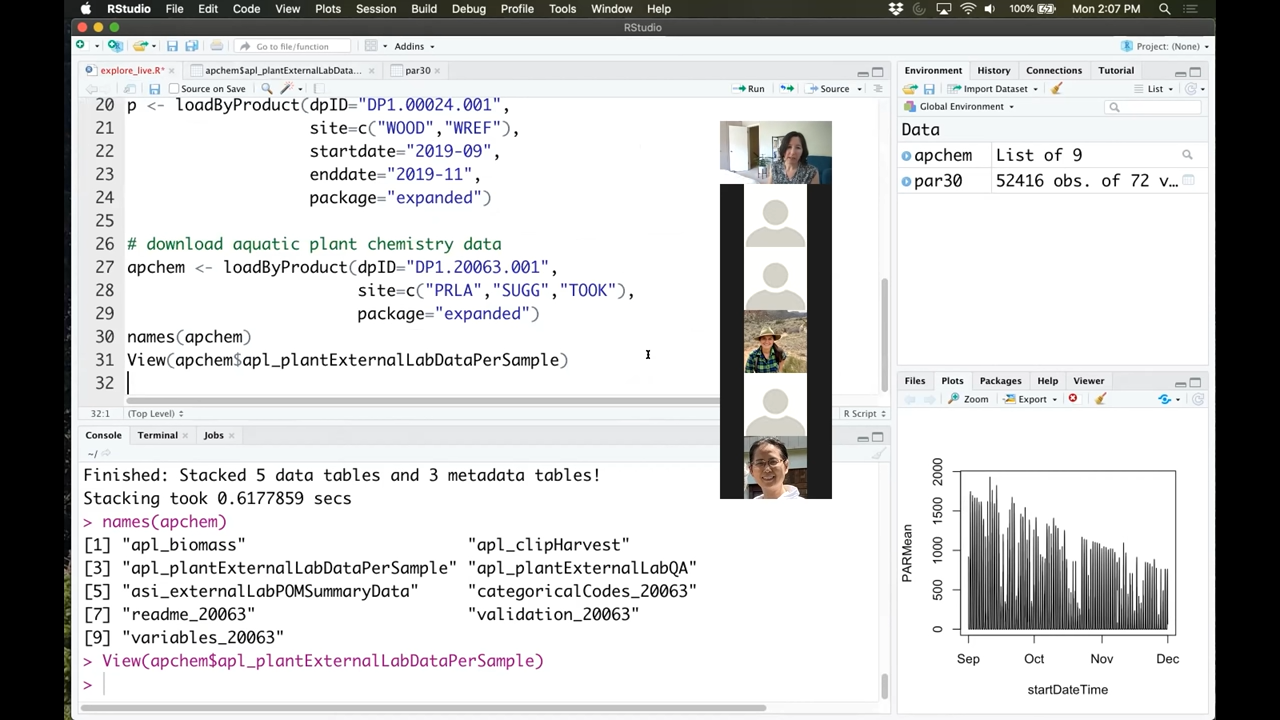 RStudio File Edit Code View Plots Session Build Debug Profile Tools Window Help 100% Mon 2:07 PM
RStudio
Go to file/function Addins Project: (None)
explore_live.R* apchem$apl_plantExternalLabData... par30
Source on Save Run Source
20 p <- loadByProduct(dpID="DP1.00024.001",
21 site=c("WOOD","WREF"),
22 startdate="2019-09",
23 enddate="2019-11",
24 package="expanded")
25
26 # download aquatic plant chemistry data
27 apchem <- loadByProduct(dpID="DP1.20063.001",
28 site=c("PRLA","SUGG","TOOK"),
29 package="expanded")
30 names(apchem)
31 View(apchem$apl_plantExternalLabDataPerSample)
32
32:1 (Top Level) R Script
Console Terminal Jobs
~/
Finished: Stacked 5 data tables and 3 metadata tables!
Stacking took 0.6177859 secs
> names(apchem)
[1] "apl_biomass" "apl_clipHarvest"
[3] "apl_plantExternalLabDataPerSample" "apl_plantExternalLabQA"
[5] "asi_externalLabPOMSummaryData" "categoricalCodes_20063"
[7] "readme_20063" "validation_20063"
[9] "variables_20063"
> View(apchem$apl_plantExternalLabDataPerSample)
>
Environment History Connections Tutorial
Import Dataset List
Global Environment
Data
apchem List of 9
par30 52416 obs. of 72 v...
Files Plots Packages Help Viewer
Zoom Export
PARMean
2000
1500
1000
500
0
Sep Oct Nov Dec
startDateTime